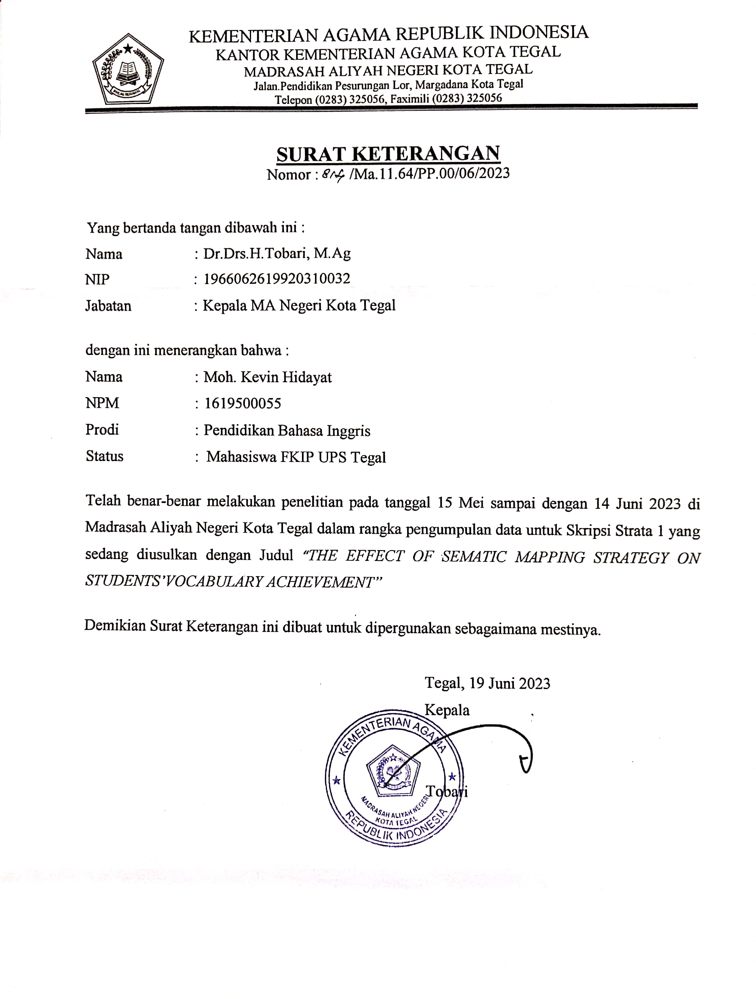 KEMENTERIAN AGAMA REPUBLIK INDONESIA
KANTOR KEMENTERIAN AGAMA KOTA TEGAL
MADRASAH ALIYAH NEGERI KOTA TEGAL
Jalan.Pendidikan Pesurungan Lor, Margadana Kota Tegal
Telepon (0283) 325056, Faximili (0283) 325056
IKHLAS BERAMAL
SURAT KETERANGAN
Nomor : /Ma.11.64/PP.00/06/2023
Yang bertanda tangan dibawah ini :
Nama : Dr.Drs.H.Tobari, M.Ag
NIP : 1966062619920310032
Jabatan : Kepala MA Negeri Kota Tegal
dengan ini menerangkan bahwa :
Nama : Moh. Kevin Hidayat
NPM : 1619500055
Prodi : Pendidikan Bahasa Inggris
Status : Mahasiswa FKIP UPS Tegal
Telah benar-benar melakukan penelitian pada tanggal 15 Mei sampai dengan 14 Juni 2023 di
Madrasah Aliyah Negeri Kota Tegal dalam rangka pengumpulan data untuk Skripsi Strata 1 yang
sedang diusulkan dengan Judul “THE EFFECT OF SEMATIC MAPPING STRATEGY ON
STUDENTS’VOCABULARY ACHIEVEMENT”
Demikian Surat Keterangan ini dibuat untuk dipergunakan sebagaimana mestinya.
Tegal, 19 Juni 2023
Kepala
Tobari
KEMENTERIAN AGAMA
MADRASAH ALIYAH NEGERI
KOTA TEGAL
REPUBLIK INDONESIA